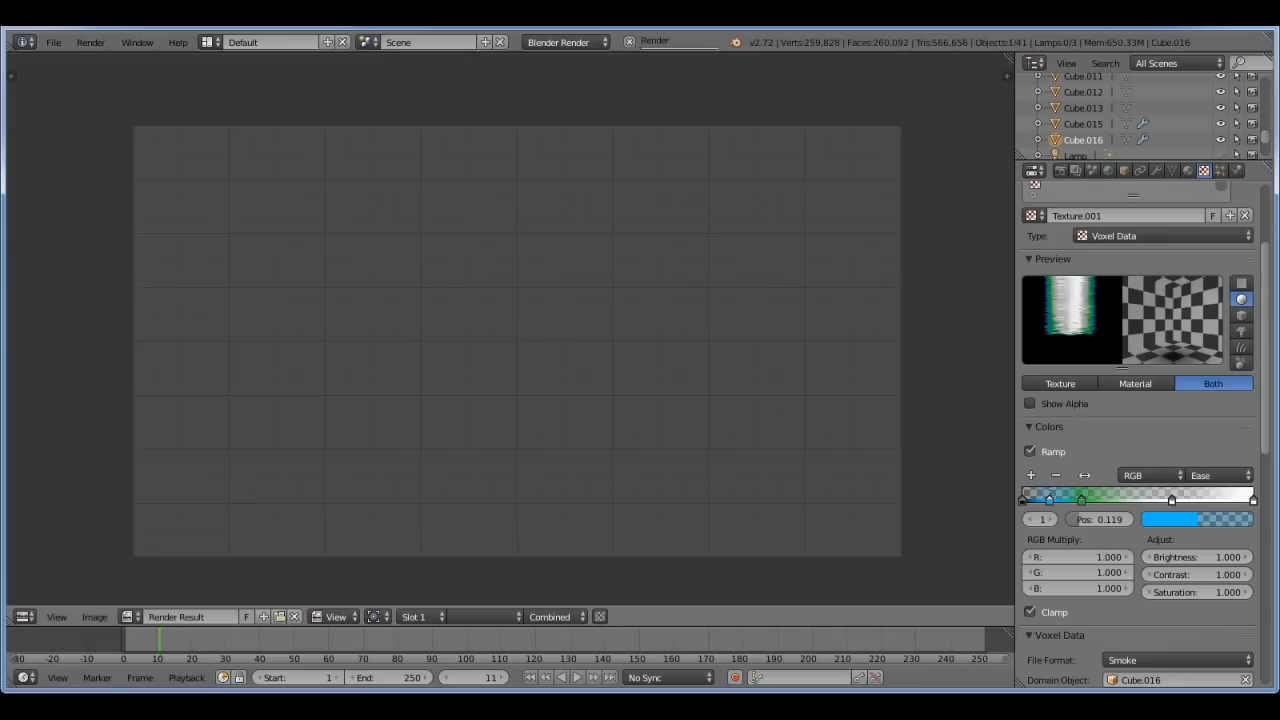 File Render Window Help Default Scene Blender Render Render v2.72 | Verts:259,828 | Faces:260,092 | Tris:566,656 | Objects:1/41 | Lamps:0/3 | Mem:650.33M | Cube.016
View Search All Scenes
Cube.011
Cube.012
Cube.013
Cube.015
Cube.016
Lamp
Texture.001 F
Type: Voxel Data
Preview
Texture Material Both
Show Alpha
Colors
Ramp
RGB Ease
1 Pos: 0.119
RGB Multiply: Adjust:
R: 1.000 Brightness: 1.000
G: 1.000 Contrast: 1.000
B: 1.000 Saturation: 1.000
Clamp
Voxel Data
File Format: Smoke
Domain Object: Cube.016
View Image Render Result F View Slot 1 Combined
-30 -20 -10 0 10 20 30 40 50 60 70 80 90 100 110 120 130 140 150 160 170 180 190 200 210 220 230 240 250
View Marker Frame Playback Start: 1 End: 250 11 No Sync